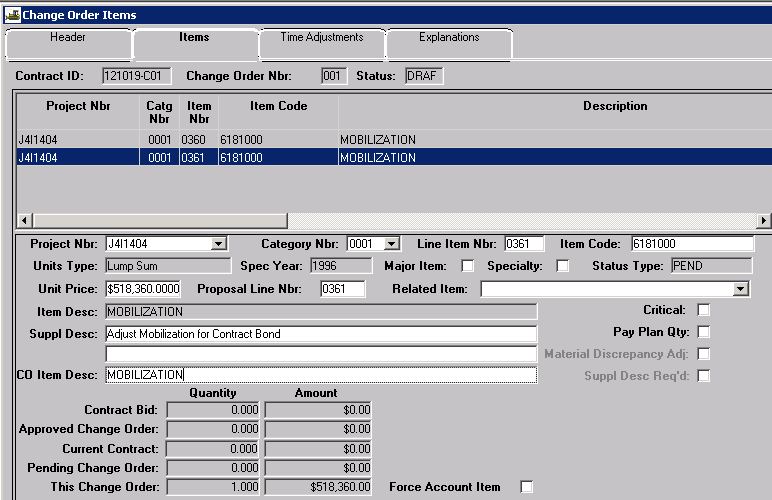 Change Order Items
Header Items Time Adjustments Explanations
Contract ID: 121019-C01 Change Order Nbr: 001 Status: DRAF
Project Nbr Catg Nbr Item Nbr Item Code Description
J4I1404 0001 0360 6181000 MOBILIZATION
J4I1404 0001 0361 6181000 MOBILIZATION
Project Nbr: J4I1404 Category Nbr: 0001 Line Item Nbr: 0361 Item Code: 6181000
Units Type: Lump Sum Spec Year: 1996 Major Item: Specialty: Status Type: PEND
Unit Price: $518,360.0000 Proposal Line Nbr: 0361 Related Item:
Item Desc: MOBILIZATION Critical:
Suppl Desc: Adjust Mobilization for Contract Bond Pay Plan Qty:
Material Discrepancy Adj:
CO Item Desc: MOBILIZATION Suppl Desc Req'd:
Quantity Amount
Contract Bid: 0.000 $0.00
Approved Change Order: 0.000 $0.00
Current Contract: 0.000 $0.00
Pending Change Order: 0.000 $0.00
This Change Order: 1.000 $518,360.00 Force Account Item